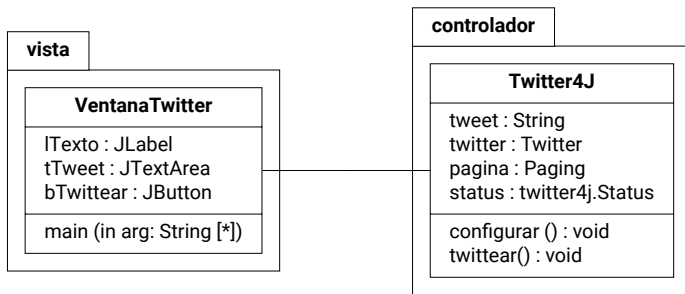 vista
VentanaTwitter
lTexto : JLabel
tTweet : JTextArea
bTwittear : JButton
main (in arg: String [*])
controlador
Twitter4J
tweet : String
twitter : Twitter
pagina : Paging
status : twitter4j.Status
configurar () : void
twittear() : void